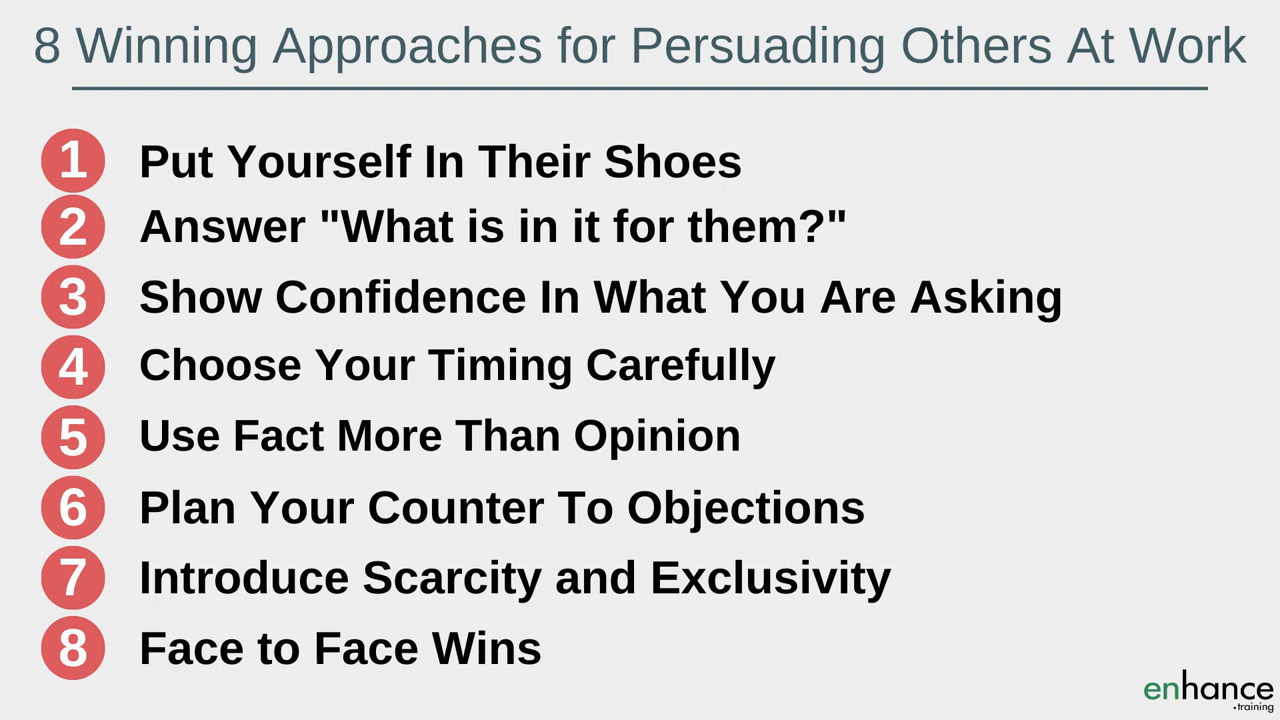 8 Winning Approaches for Persuading Others At Work
1 Put Yourself In Their Shoes
2 Answer "What is in it for them?"
3 Show Confidence In What You Are Asking
4 Choose Your Timing Carefully
5 Use Fact More Than Opinion
6 Plan Your Counter To Objections
7 Introduce Scarcity and Exclusivity
8 Face to Face Wins
enhance
•training